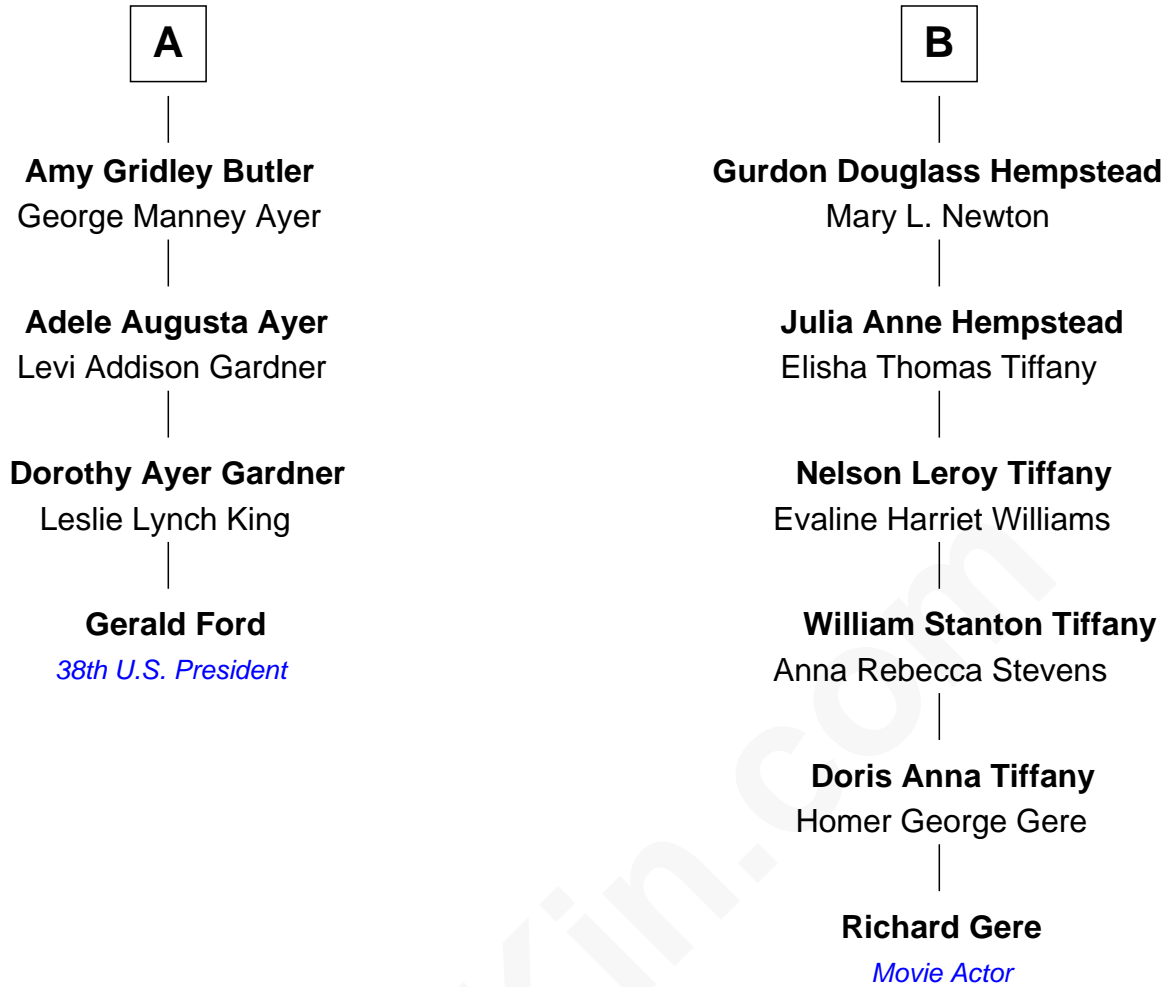 A
Amy Gridley Butler
George Manney Ayer
Adele Augusta Ayer
Levi Addison Gardner
Dorothy Ayer Gardner
Leslie Lynch King
Gerald Ford
38th U.S. President
B
Gurdon Douglass Hempstead
Mary L. Newton
Julia Anne Hempstead
Elisha Thomas Tiffany
Nelson Leroy Tiffany
Evaline Harriet Williams
William Stanton Tiffany
Anna Rebecca Stevens
Doris Anna Tiffany
Homer George Gere
Richard Gere
Movie Actor
Kin.com